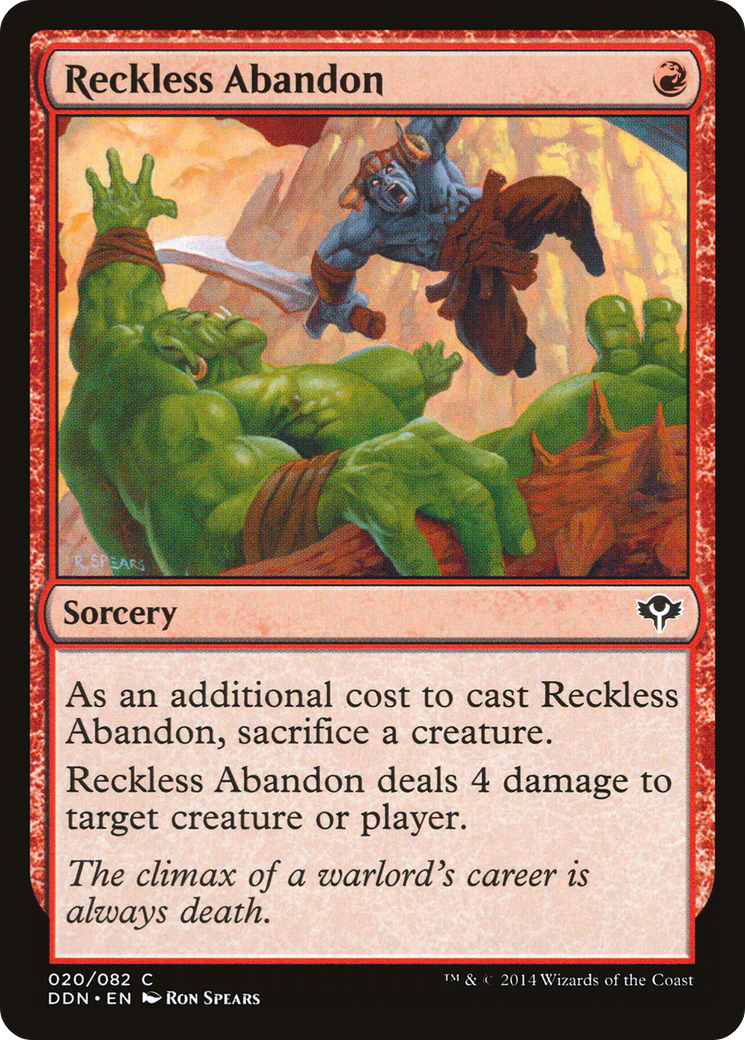 Reckless Abandon
R. SPEARS
Sorcery
As an additional cost to cast Reckless
Abandon, sacrifice a creature.
Reckless Abandon deals 4 damage to
target creature or player.
The climax of a warlord's career is
always death.
020/082 C
™ & © 2014 Wizards of the Coast
DDN • EN Ron Spears